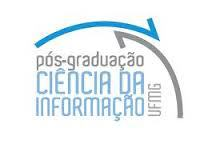 pós-graduação
CIÊNCIA DA
INFORMAÇÃO
UFMG